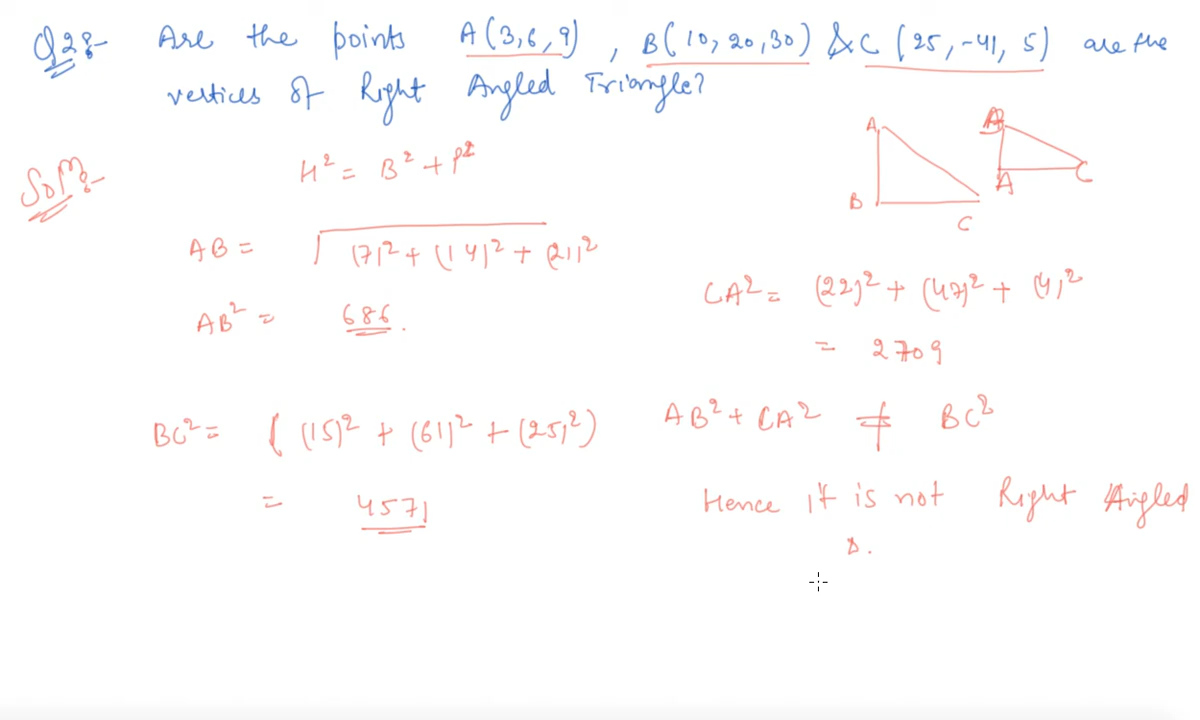 Q28:- Are the points A(3,6,9), B(10,20,30) & C (25,-41, 5) are the
vertices of Right Angled Triangle?
Solⁿ:-
H² = B² + P²
A
B
C
A
C
AB = √(7)² + (14)² + (21)²
AB² = 686.
BC² = ( (15)² + (61)² + (25)²)
= 4571
CA² = (22)² + (47)² + (4)²
= 2709
AB² + CA² ≠ BC²
Hence it is not Right Angled
Δ.